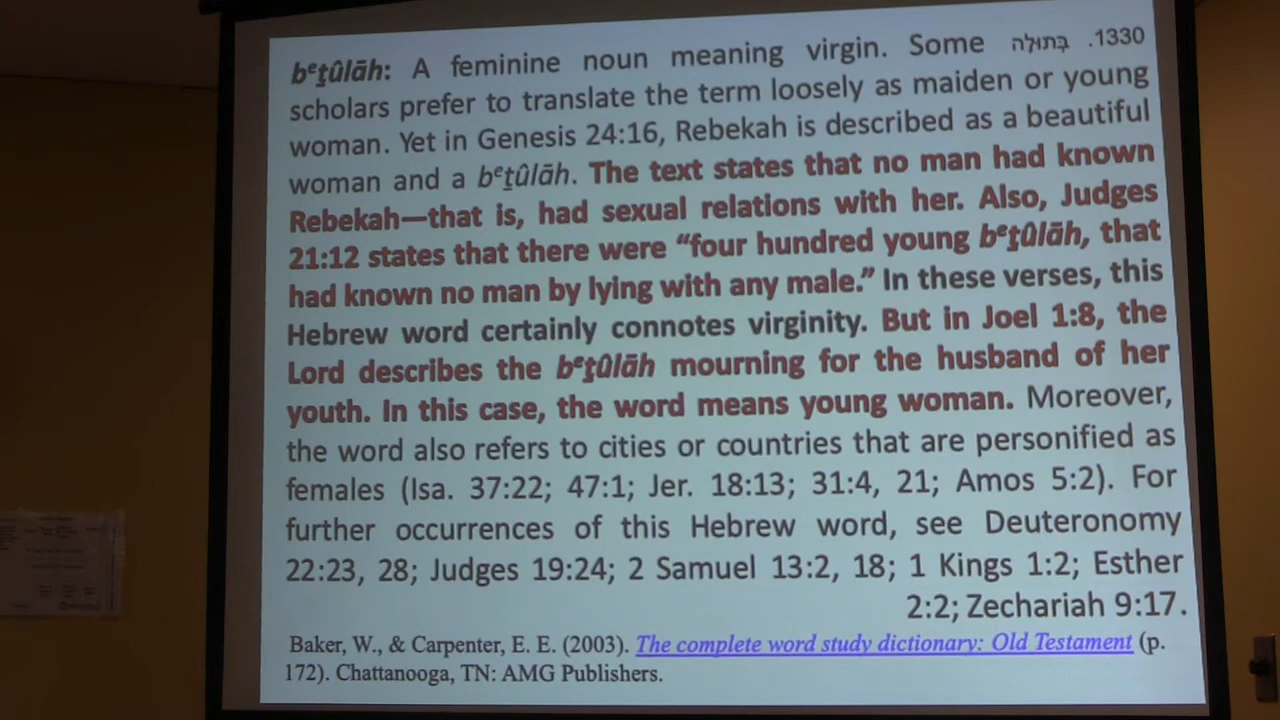 bᵉṯûlāh: A feminine noun meaning virgin. Some בְּתוּלָה .1330
scholars prefer to translate the term loosely as maiden or young
woman. Yet in Genesis 24:16, Rebekah is described as a beautiful
woman and a bᵉṯûlāh. The text states that no man had known
Rebekah—that is, had sexual relations with her. Also, Judges
21:12 states that there were “four hundred young bᵉṯûlāh, that
had known no man by lying with any male.” In these verses, this
Hebrew word certainly connotes virginity. But in Joel 1:8, the
Lord describes the bᵉṯûlāh mourning for the husband of her
youth. In this case, the word means young woman. Moreover,
the word also refers to cities or countries that are personified as
females (Isa. 37:22; 47:1; Jer. 18:13; 31:4, 21; Amos 5:2). For
further occurrences of this Hebrew word, see Deuteronomy
22:23, 28; Judges 19:24; 2 Samuel 13:2, 18; 1 Kings 1:2; Esther
2:2; Zechariah 9:17.
Baker, W., & Carpenter, E. E. (2003). The complete word study dictionary: Old Testament (p.
172). Chattanooga, TN: AMG Publishers.